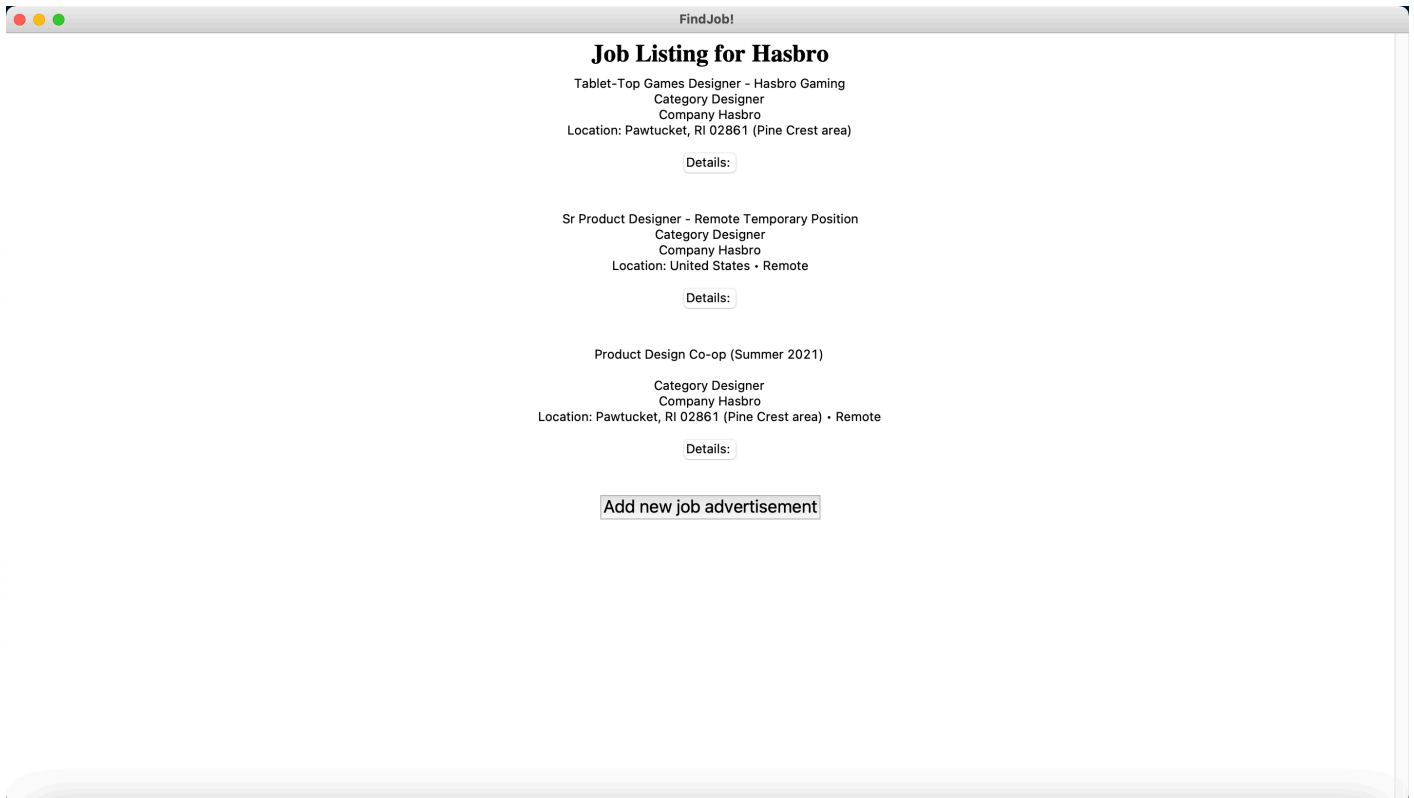 FindJob!
Job Listing for Hasbro
Tablet-Top Games Designer - Hasbro Gaming
Category Designer
Company Hasbro
Location: Pawtucket, RI 02861 (Pine Crest area)
Details:
Sr Product Designer - Remote Temporary Position
Category Designer
Company Hasbro
Location: United States • Remote
Details:
Product Design Co-op (Summer 2021)
Category Designer
Company Hasbro
Location: Pawtucket, RI 02861 (Pine Crest area) • Remote
Details:
Add new job advertisement